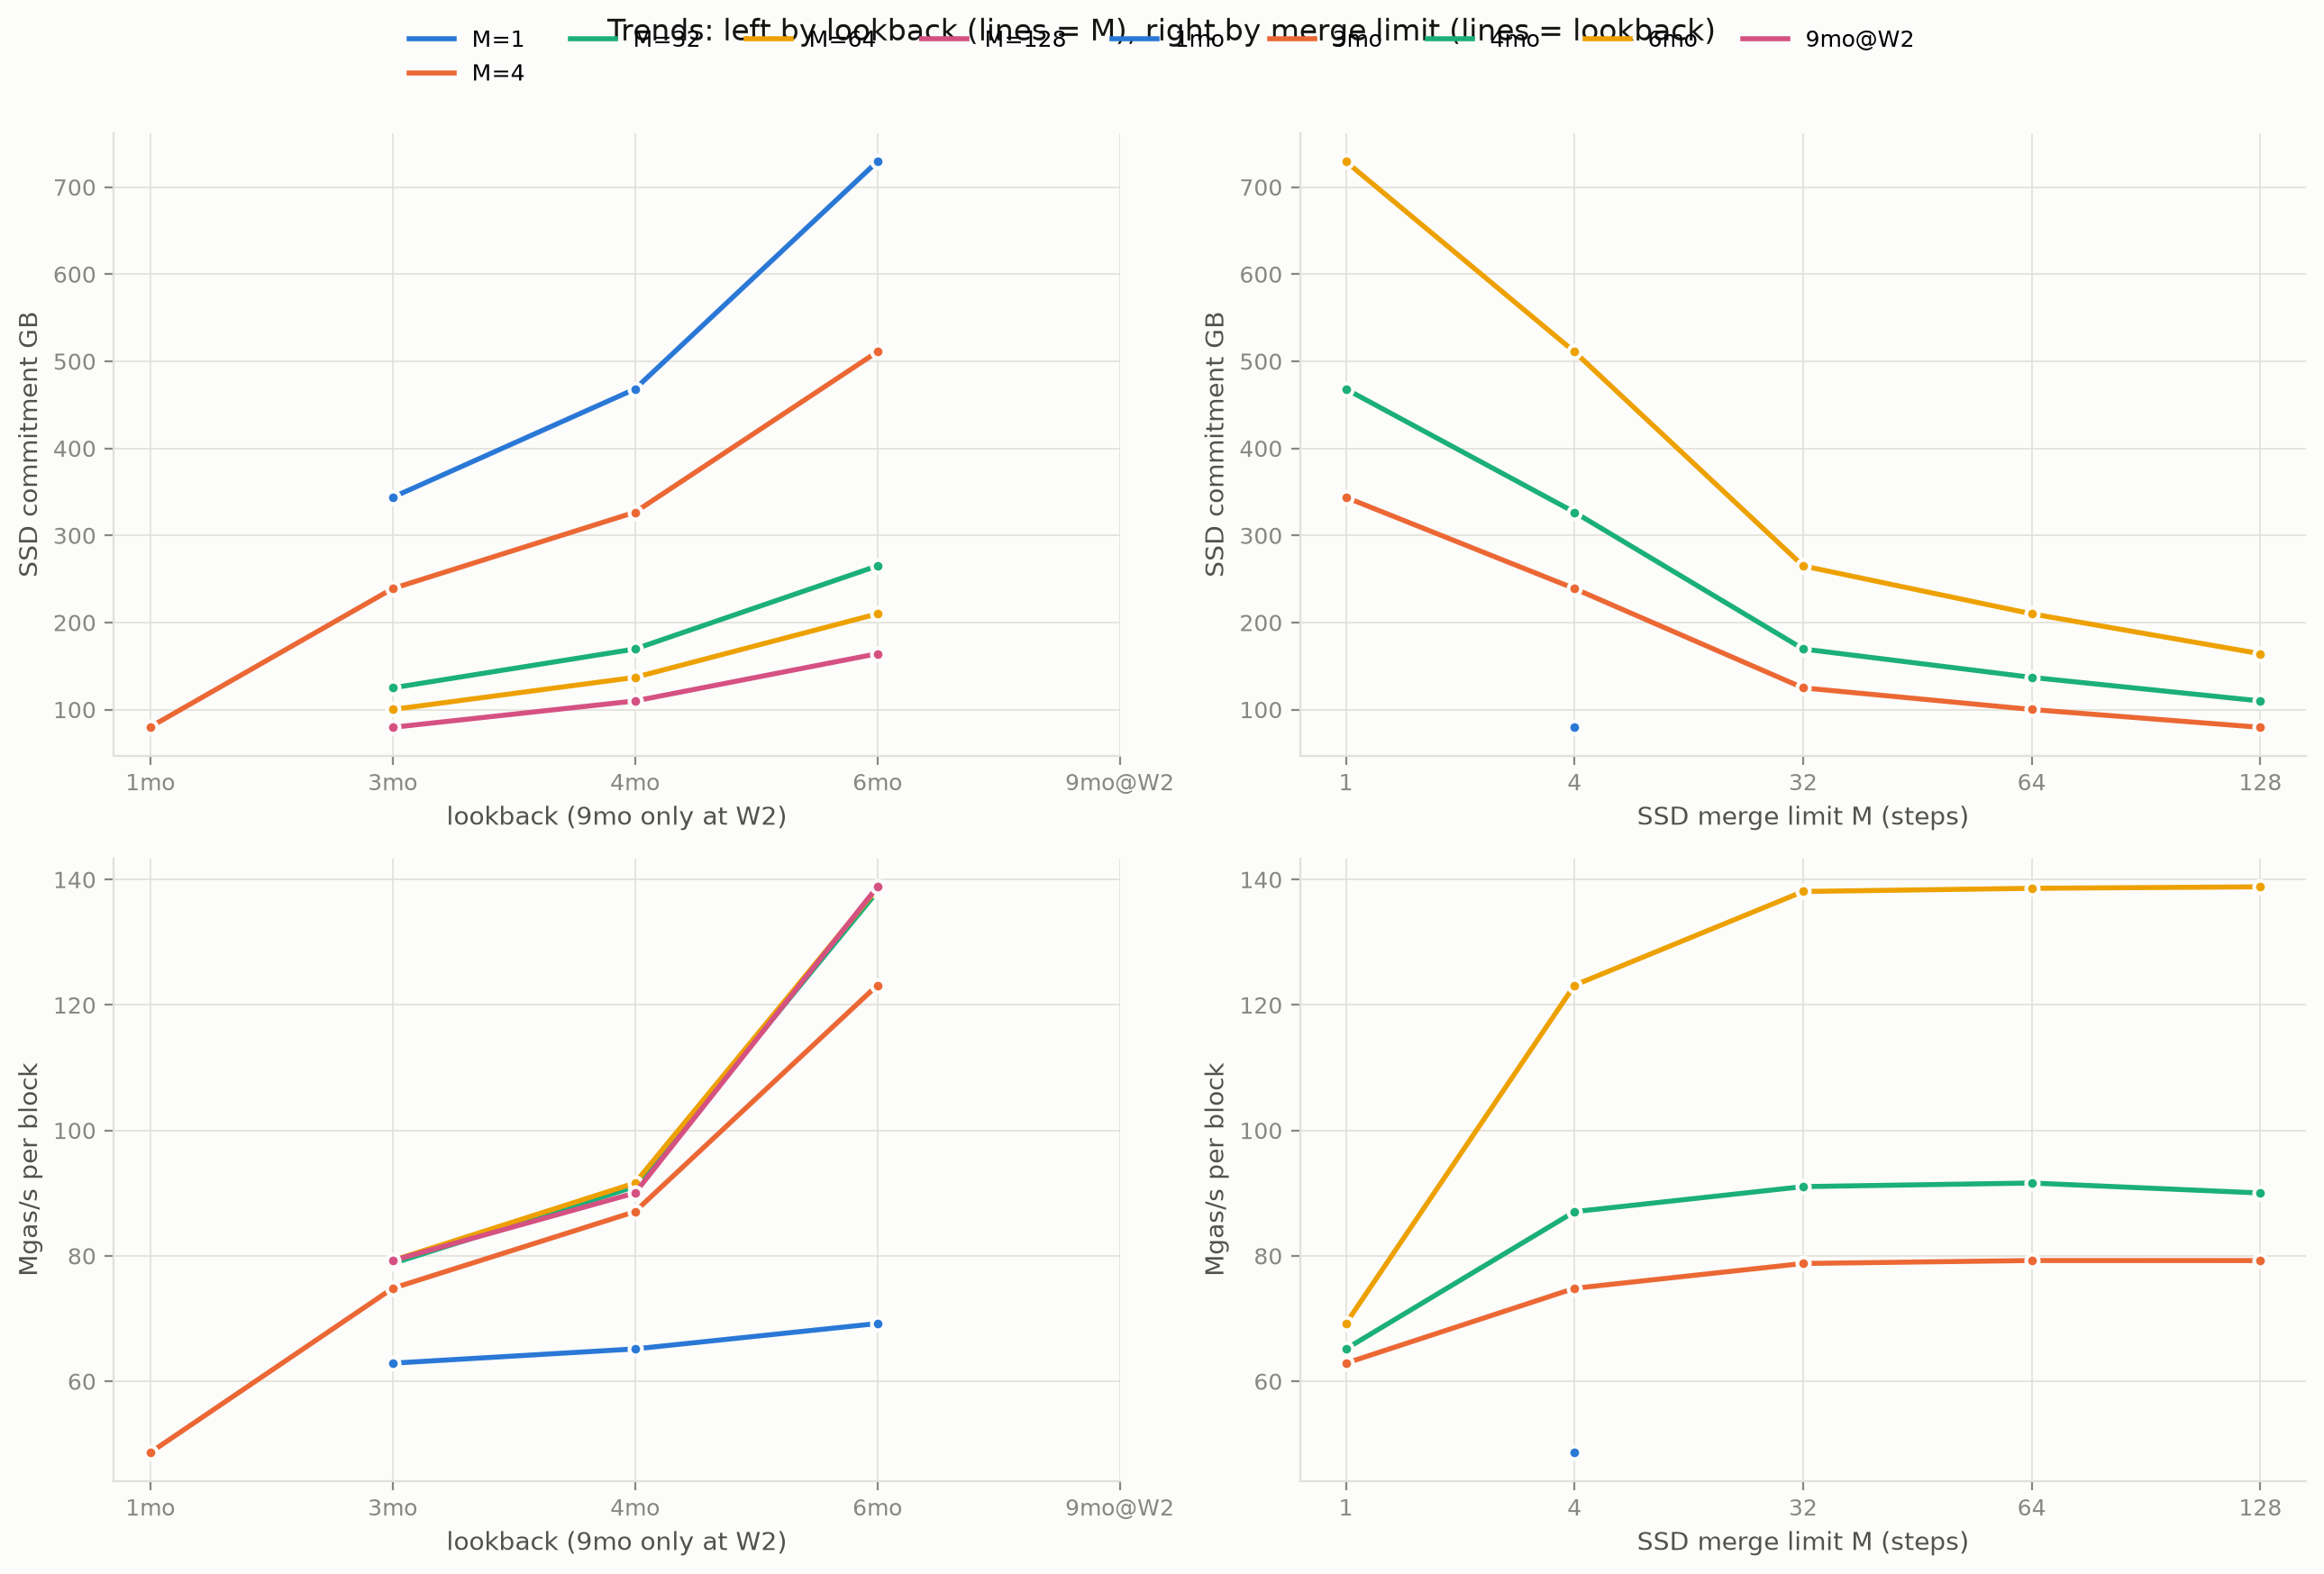 Trends: left by lookback (lines = M), right by merge limit (lines = lookback)
M=1 M=32 M=64 M=128 1mo 3mo 4mo 6mo 9mo@W2
M=4
SSD commitment GB
700
600
500
400
300
200
100
1mo 3mo 4mo 6mo 9mo@W2
lookback (9mo only at W2)
SSD commitment GB
700
600
500
400
300
200
100
1 4 32 64 128
SSD merge limit M (steps)
Mgas/s per block
140
120
100
80
60
1mo 3mo 4mo 6mo 9mo@W2
lookback (9mo only at W2)
Mgas/s per block
140
120
100
80
60
1 4 32 64 128
SSD merge limit M (steps)